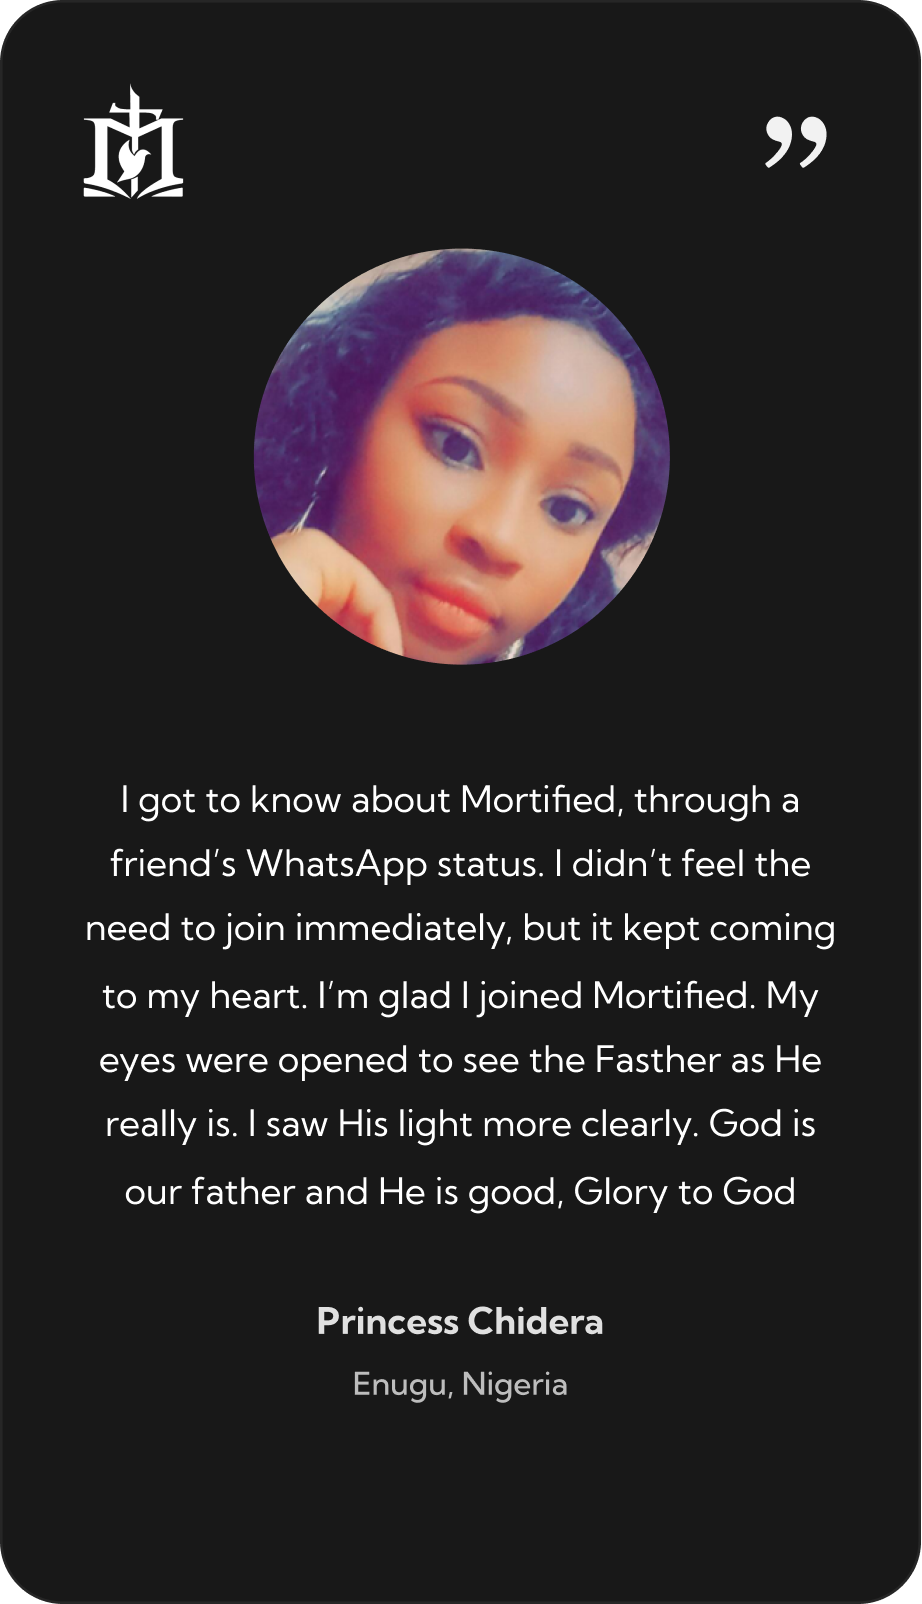 ”
I got to know about Mortified, through a
friend’s WhatsApp status. I didn’t feel the
need to join immediately, but it kept coming
to my heart. I’m glad I joined Mortified. My
eyes were opened to see the Fasther as He
really is. I saw His light more clearly. God is
our father and He is good, Glory to God
Princess Chidera
Enugu, Nigeria